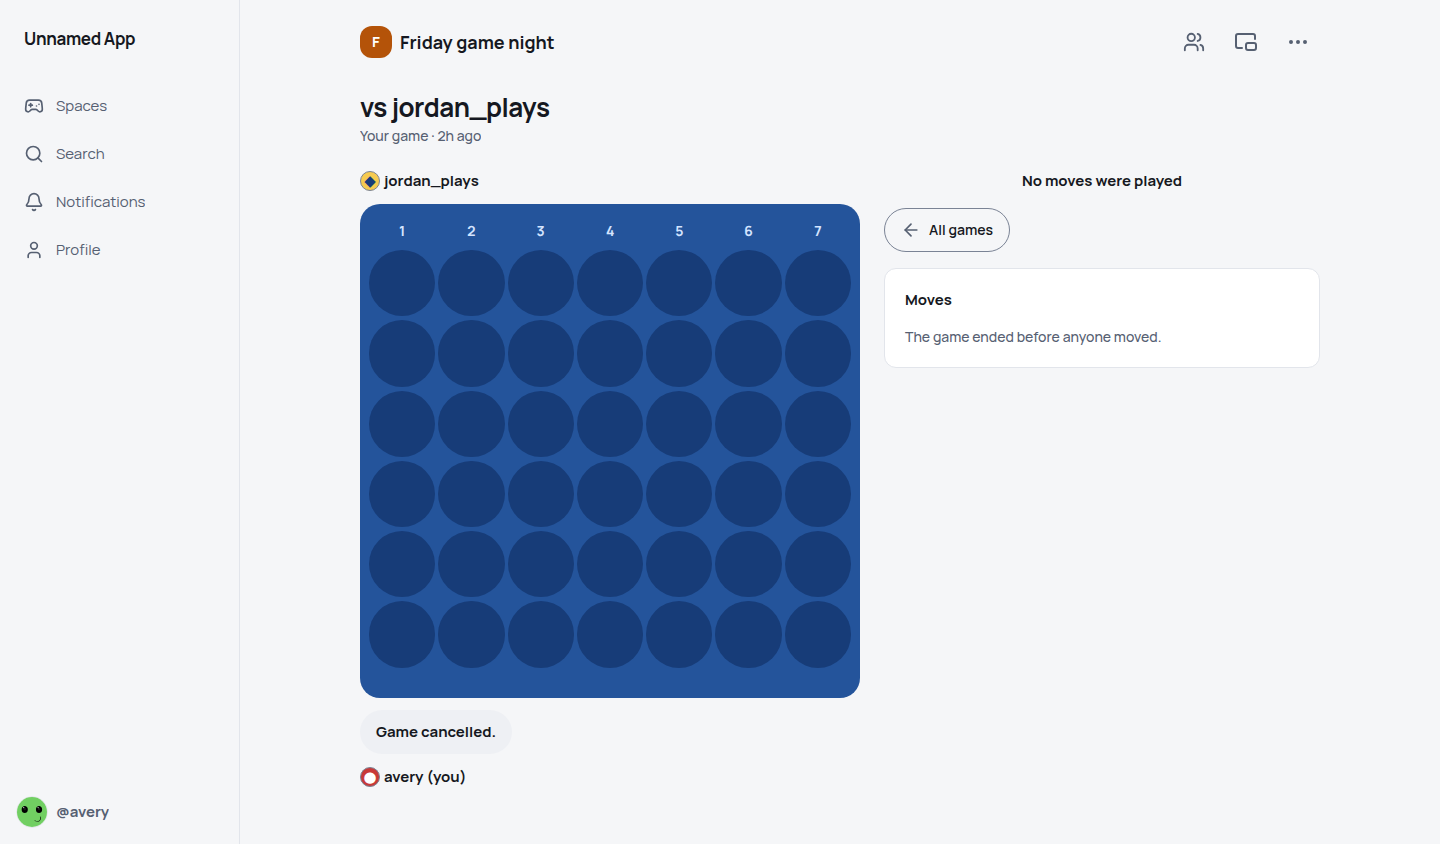 Unnamed App
Spaces
Search
Notifications
Profile
@avery
F
Friday game night
vs jordan_plays
Your game · 2h ago
jordan_plays
1 2 3 4 5 6 7
Game cancelled.
avery (you)
No moves were played
All games
Moves
The game ended before anyone moved.